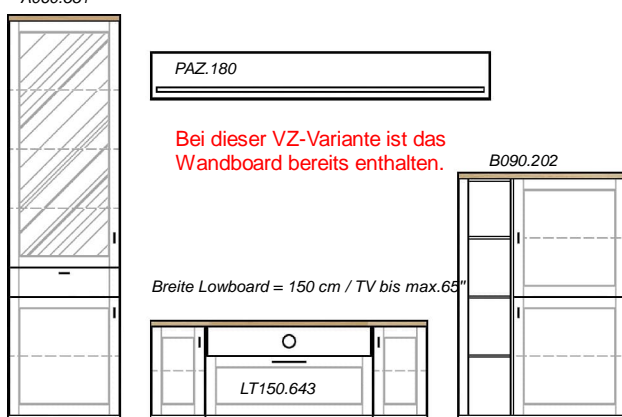 PAZ.180
Bei dieser VZ-Variante ist das
Wandboard bereits enthalten.
B090.202
Breite Lowboard = 150 cm / TV bis max.65"
LT150.643